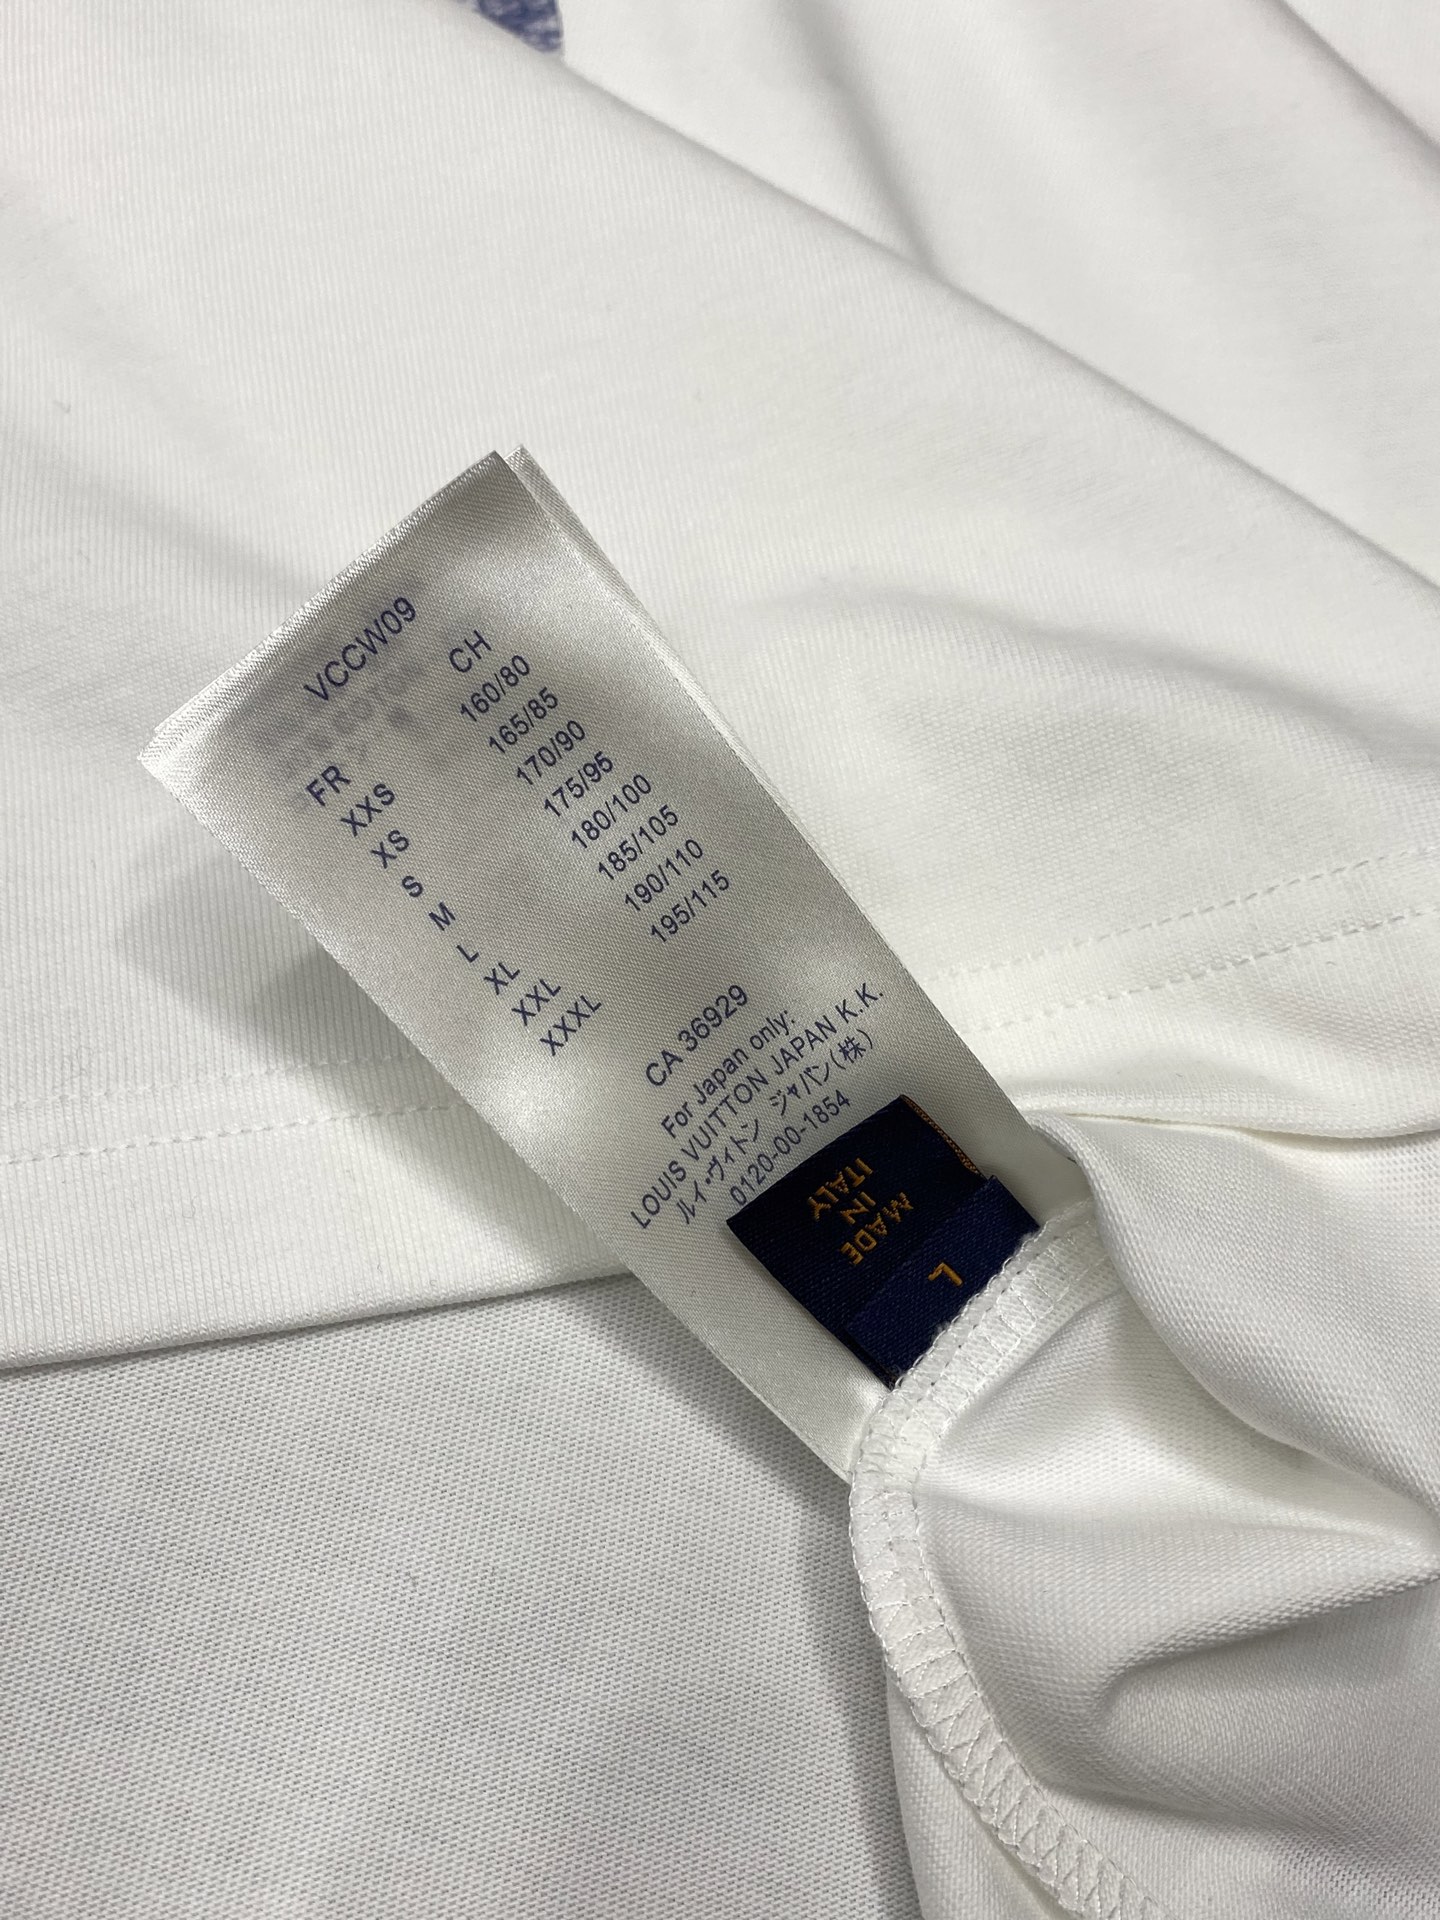 VCCW09
FR CH
XXS 160/80
XS 165/85
S 170/90
M 175/95
L 180/100
XL 185/105
XXL 190/110
XXXL 195/115
CA 36929
For Japan only:
LOUIS VUITTON JAPAN K.K.
ルイ・ヴィトン ジャパン(株)
0120-00-1854
MADE
IN
ITALY
L